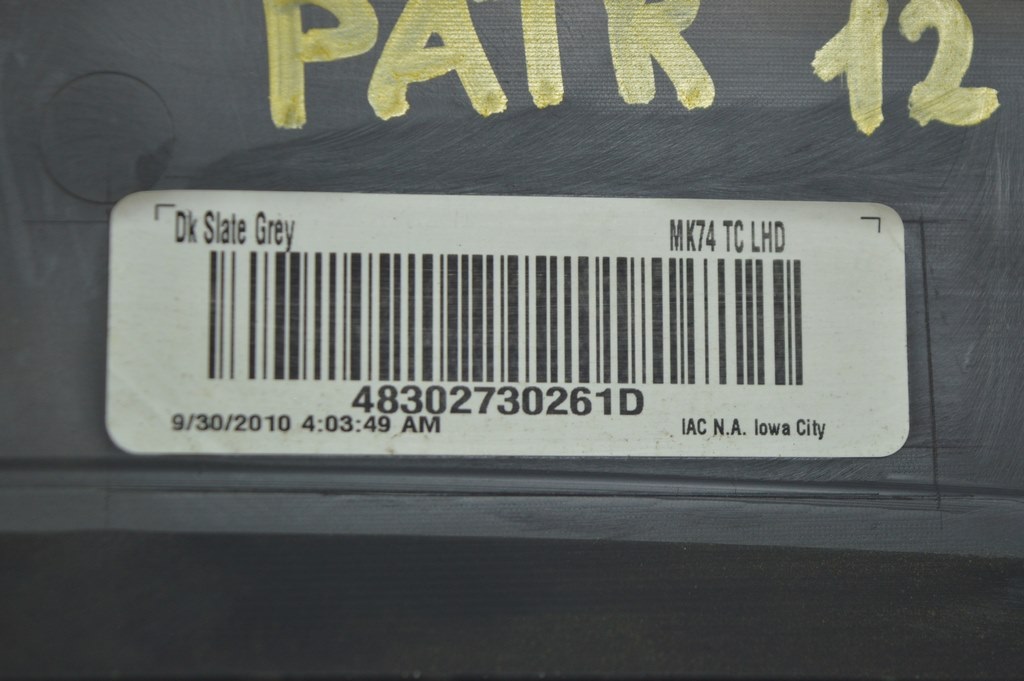 PATR 12
Dk Slate Grey MK74 TC LHD
48302730261D
9/30/2010 4:03:49 AM IAC N.A. Iowa City